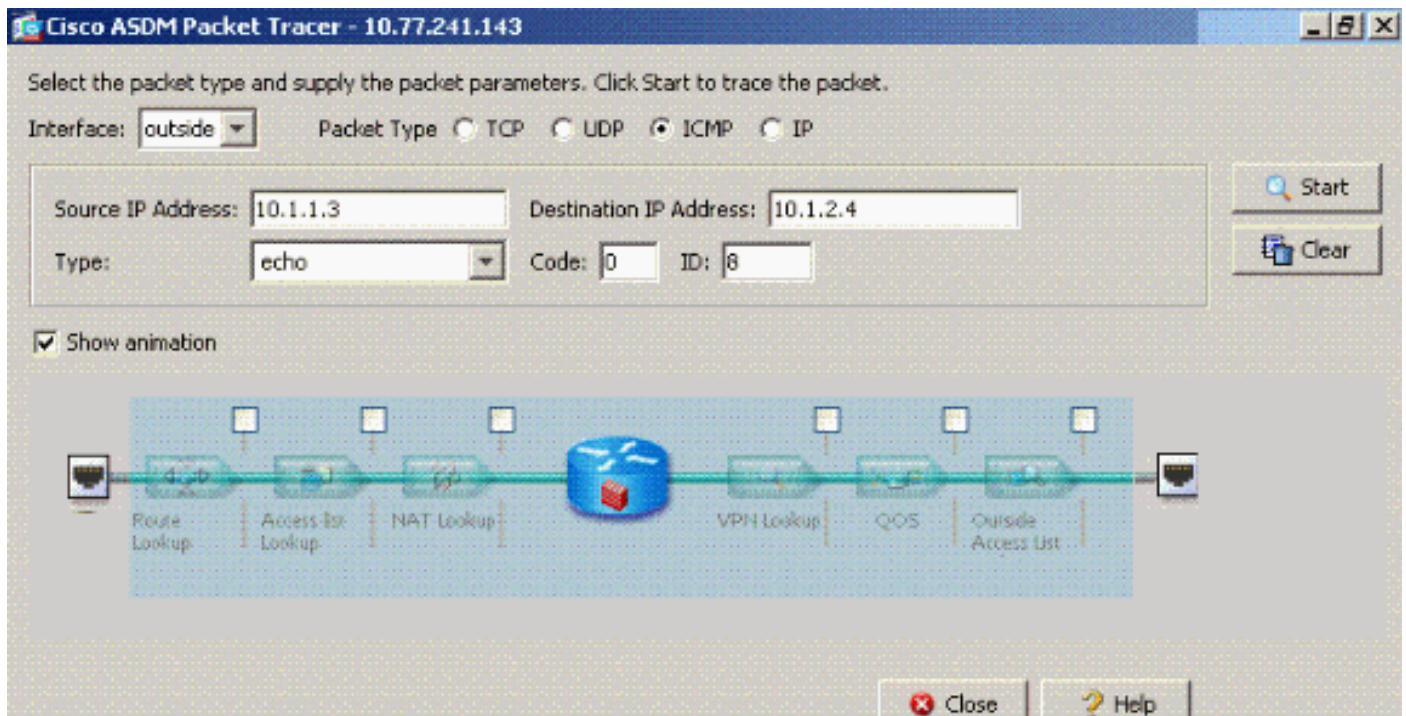 Cisco ASDM Packet Tracer - 10.77.241.143
Select the packet type and supply the packet parameters. Click Start to trace the packet.
Interface: outside Packet Type TCP UDP ICMP IP
Source IP Address: 10.1.1.3 Destination IP Address: 10.1.2.4 Start
Type: echo Code: 0 ID: 8 Clear
Show animation
Route Lookup
Access list Lookup
NAT Lookup
VPN Lookup
QOS
Outside Access List
Close Help